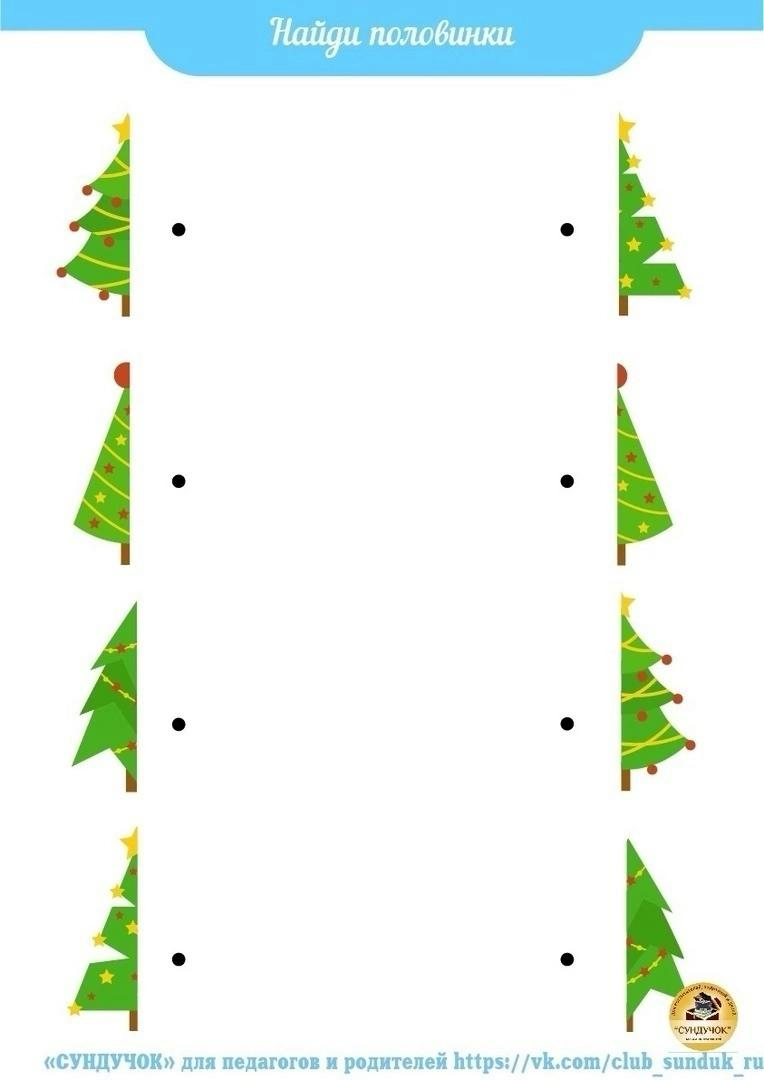 Найди половинки
"СУНДУЧОК"
«СУНДУЧОК» для педагогов и родителей https://vk.com/club_sunduk_ru